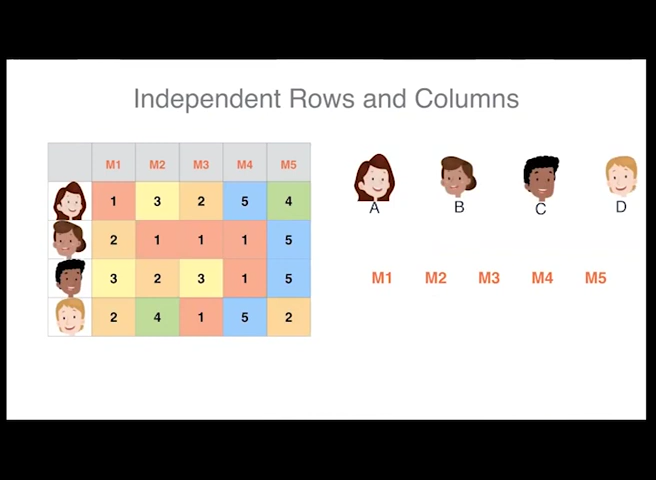 Independent Rows and Columns
M1 M2 M3 M4 M5
1 3 2 5 4
2 1 1 1 5
3 2 3 1 5
2 4 1 5 2
A B C D
M1 M2 M3 M4 M5